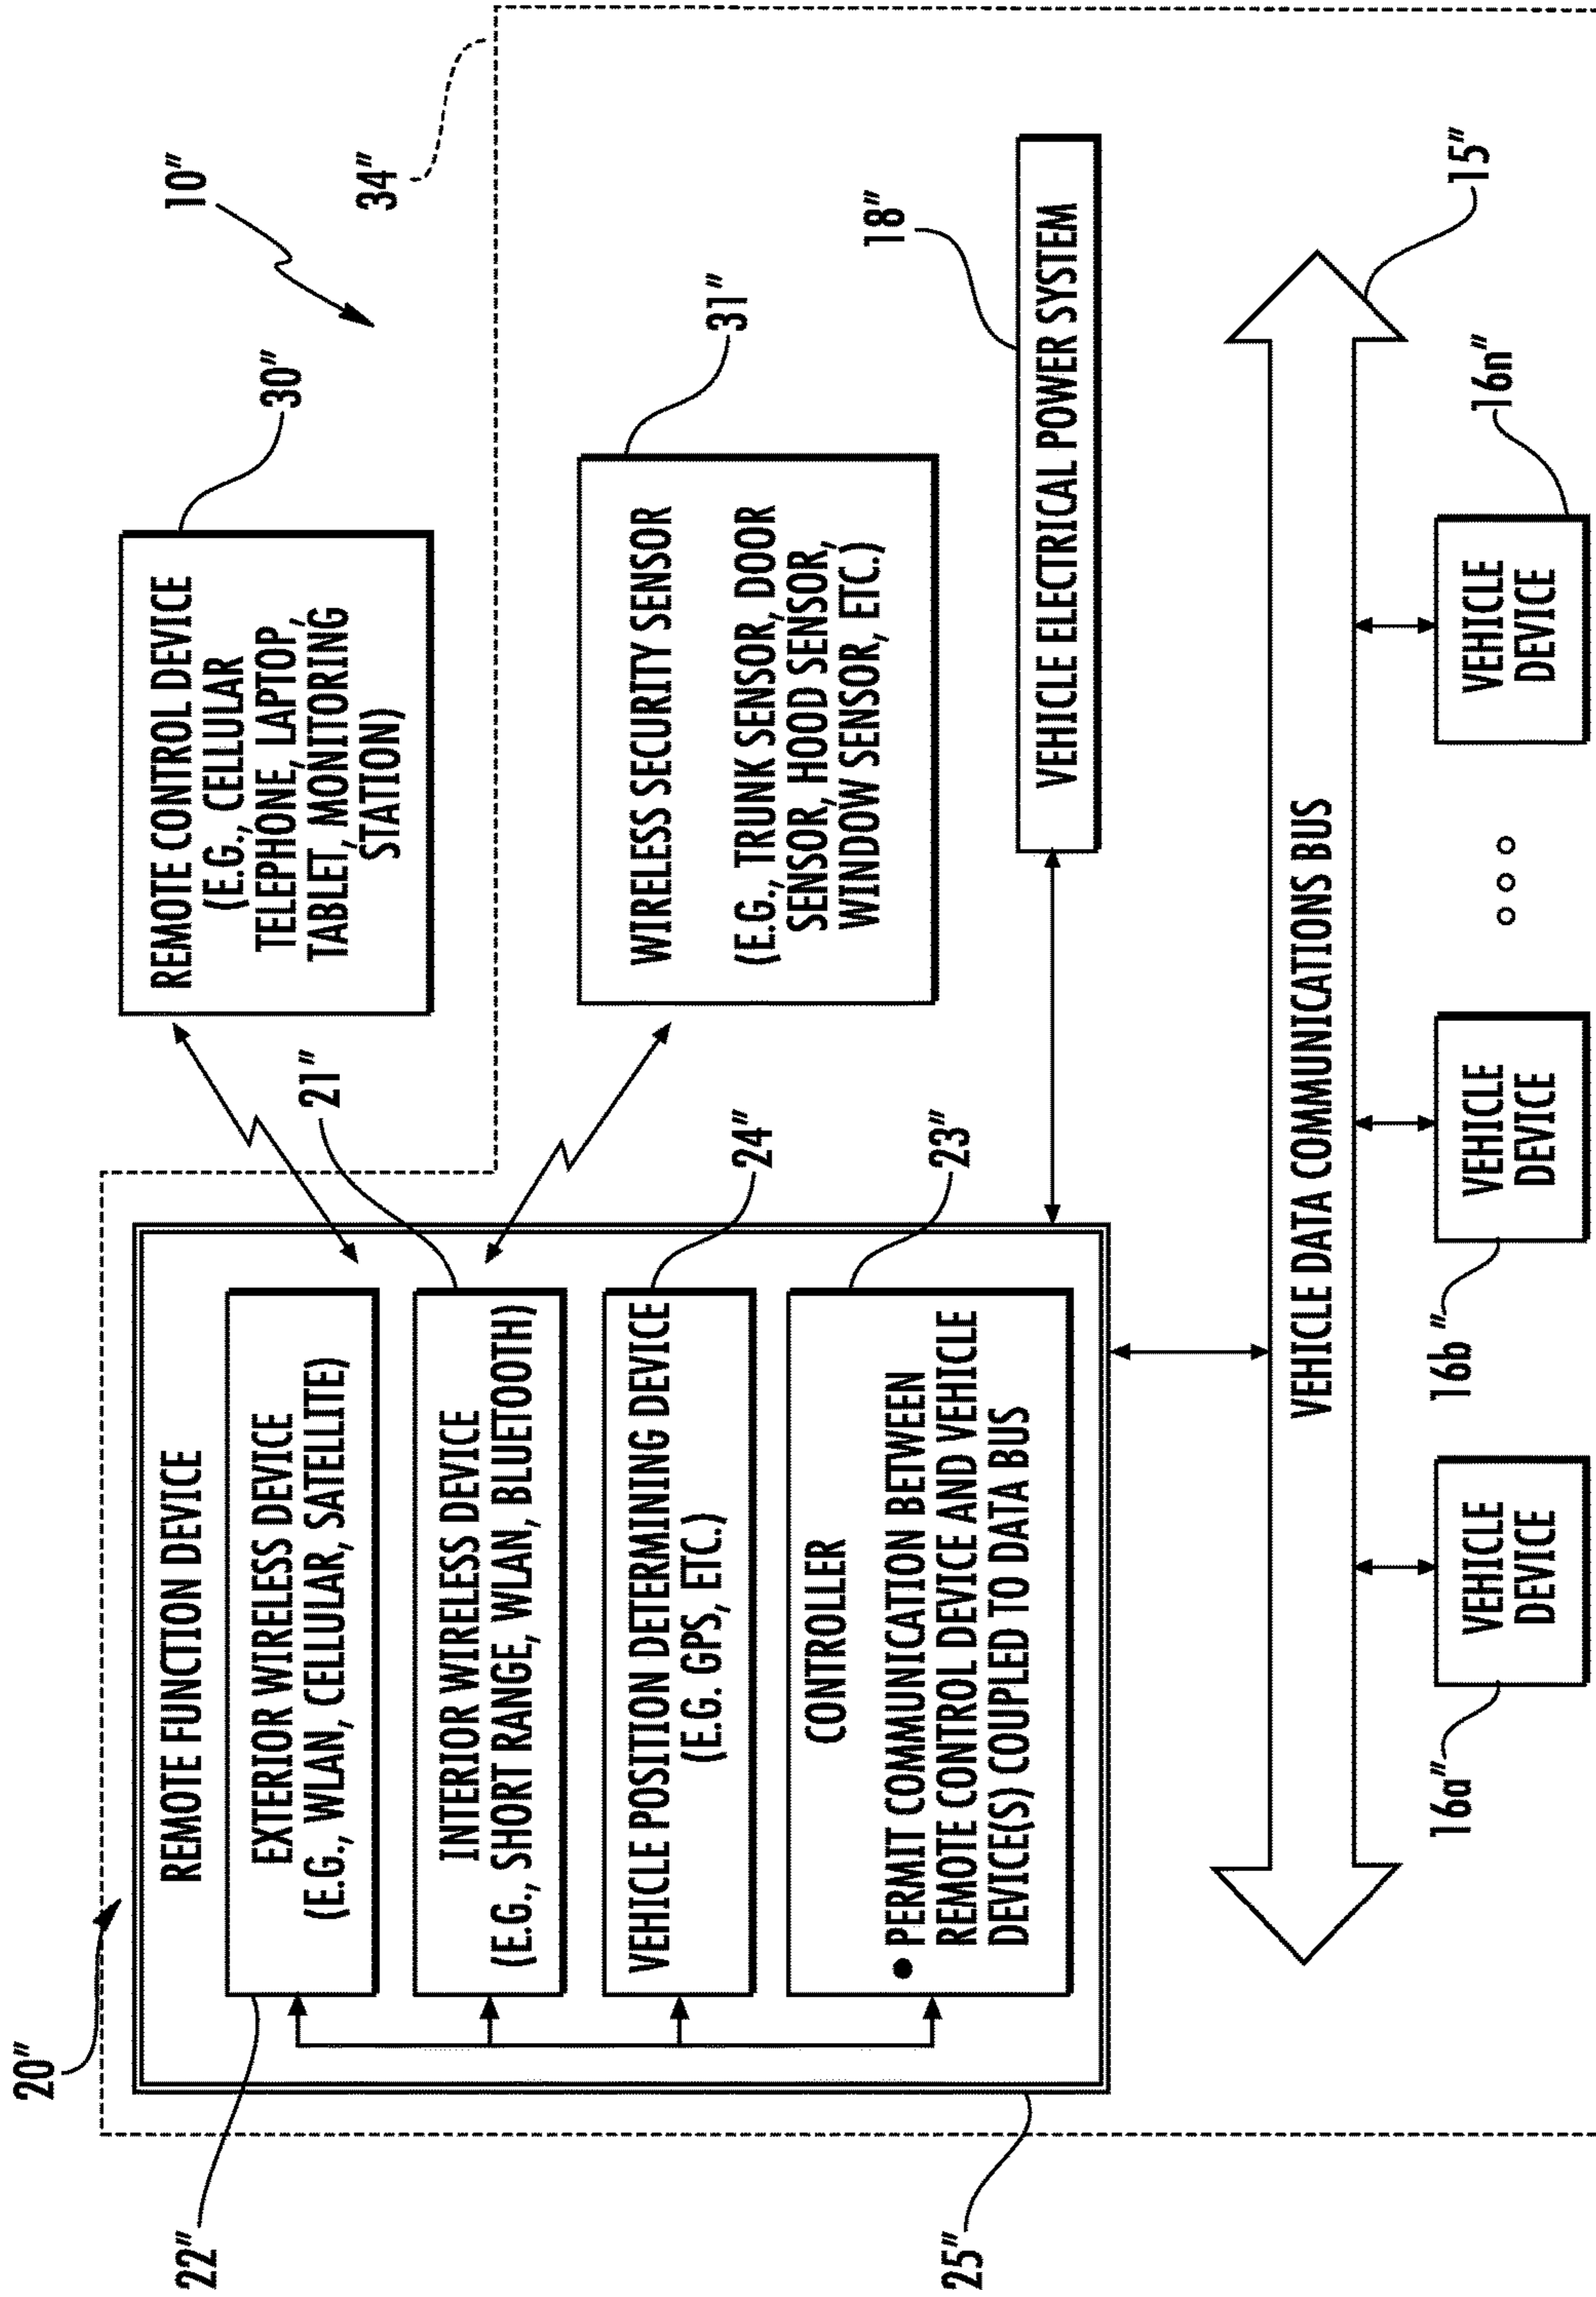 20"
10"
34"
30"
22"
25"
REMOTE FUNCTION DEVICE
EXTERIOR WIRELESS DEVICE
(E.G., WLAN, CELLULAR, SATELLITE)
21"
INTERIOR WIRELESS DEVICE
(E.G., SHORT RANGE, WLAN, BLUETOOTH)
24"
VEHICLE POSITION DETERMINING DEVICE
(E.G. GPS, ETC.)
23"
CONTROLLER
● PERMIT COMMUNICATION BETWEEN
REMOTE CONTROL DEVICE AND VEHICLE
DEVICE(S) COUPLED TO DATA BUS
REMOTE CONTROL DEVICE
(E.G., CELLULAR
TELEPHONE, LAPTOP,
TABLET, MONITORING
STATION)
31"
WIRELESS SECURITY SENSOR
(E.G., TRUNK SENSOR, DOOR
SENSOR, HOOD SENSOR,
WINDOW SENSOR, ETC.)
18"
VEHICLE ELECTRICAL POWER SYSTEM
15"
VEHICLE DATA COMMUNICATIONS BUS
16a"
VEHICLE
DEVICE
16b"
VEHICLE
DEVICE
16n"
VEHICLE
DEVICE